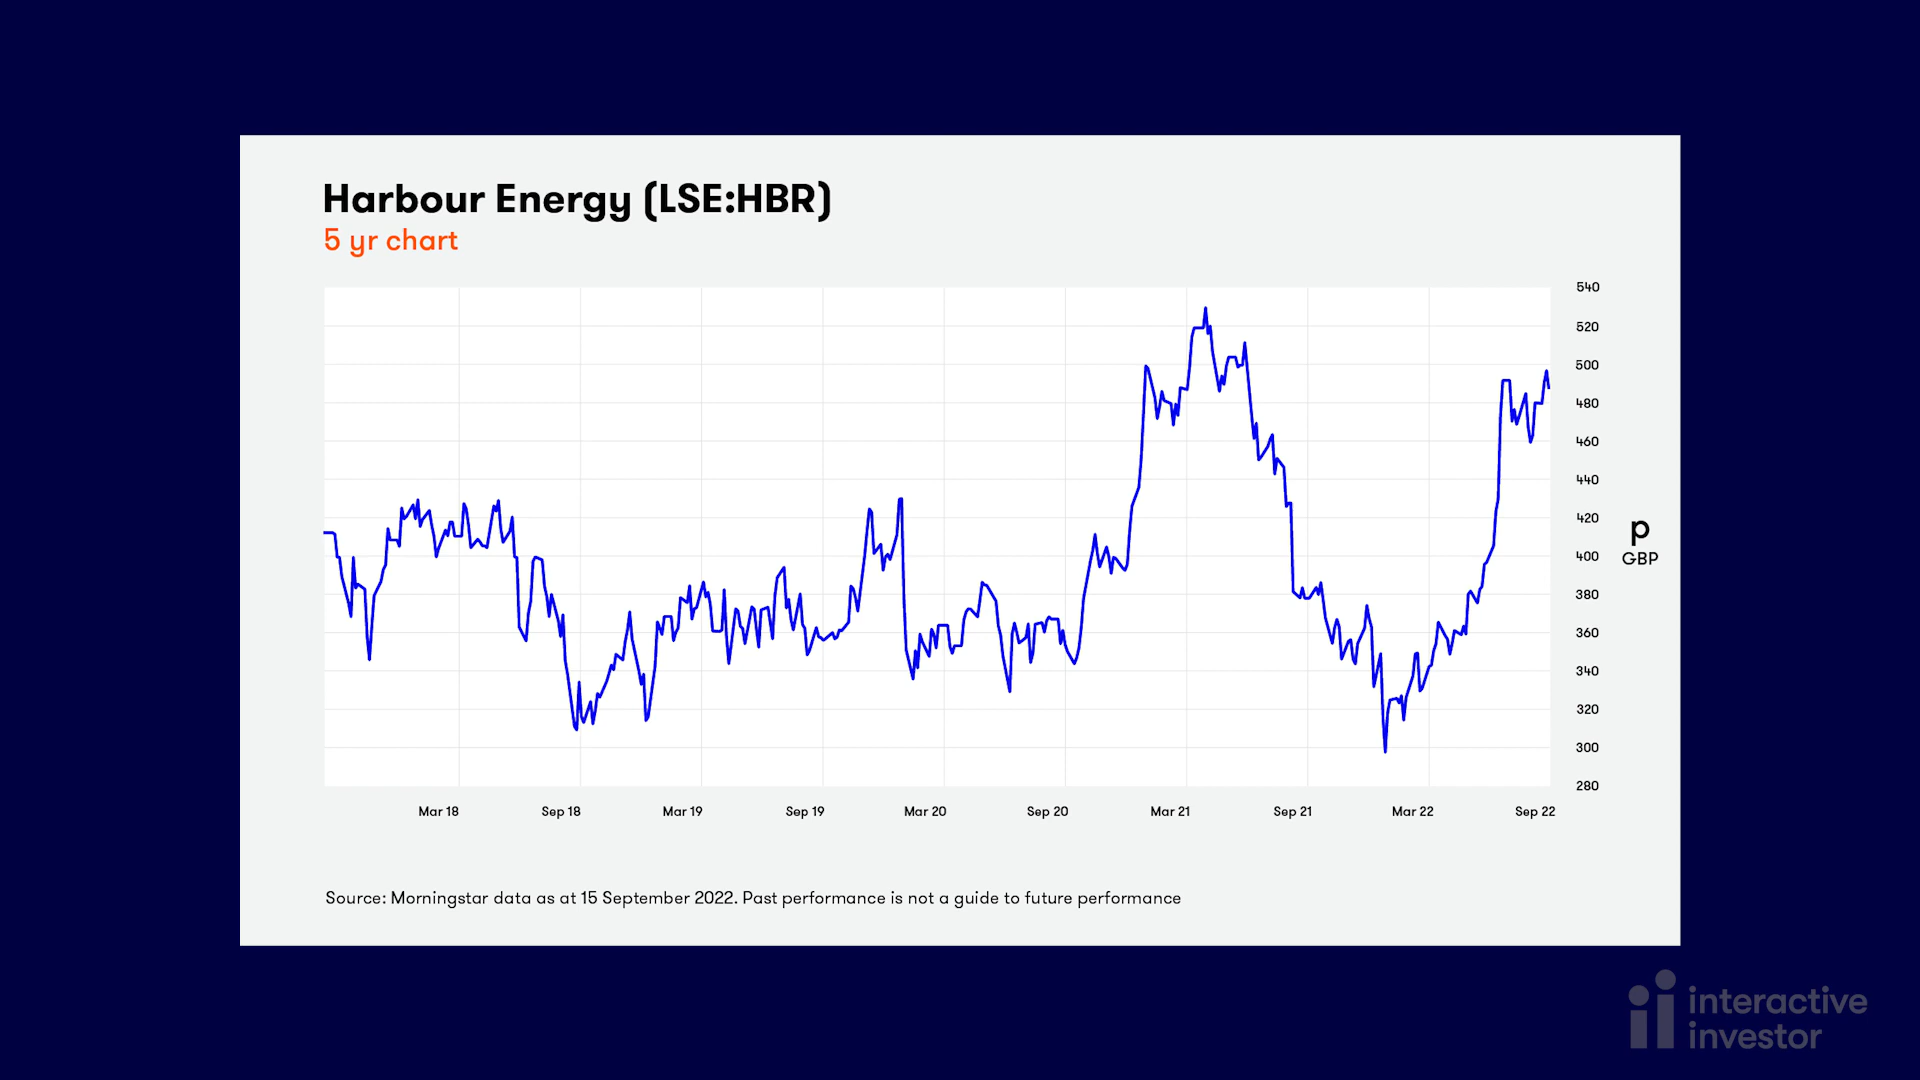 Harbour Energy (LSE:HBR)
5 yr chart
540
520
500
480
460
440
420
400
380
360
340
320
300
280
p
GBP
Mar 18 Sep 18 Mar 19 Sep 19 Mar 20 Sep 20 Mar 21 Sep 21 Mar 22 Sep 22
Source: Morningstar data as at 15 September 2022. Past performance is not a guide to future performance
ii
interactive
investor